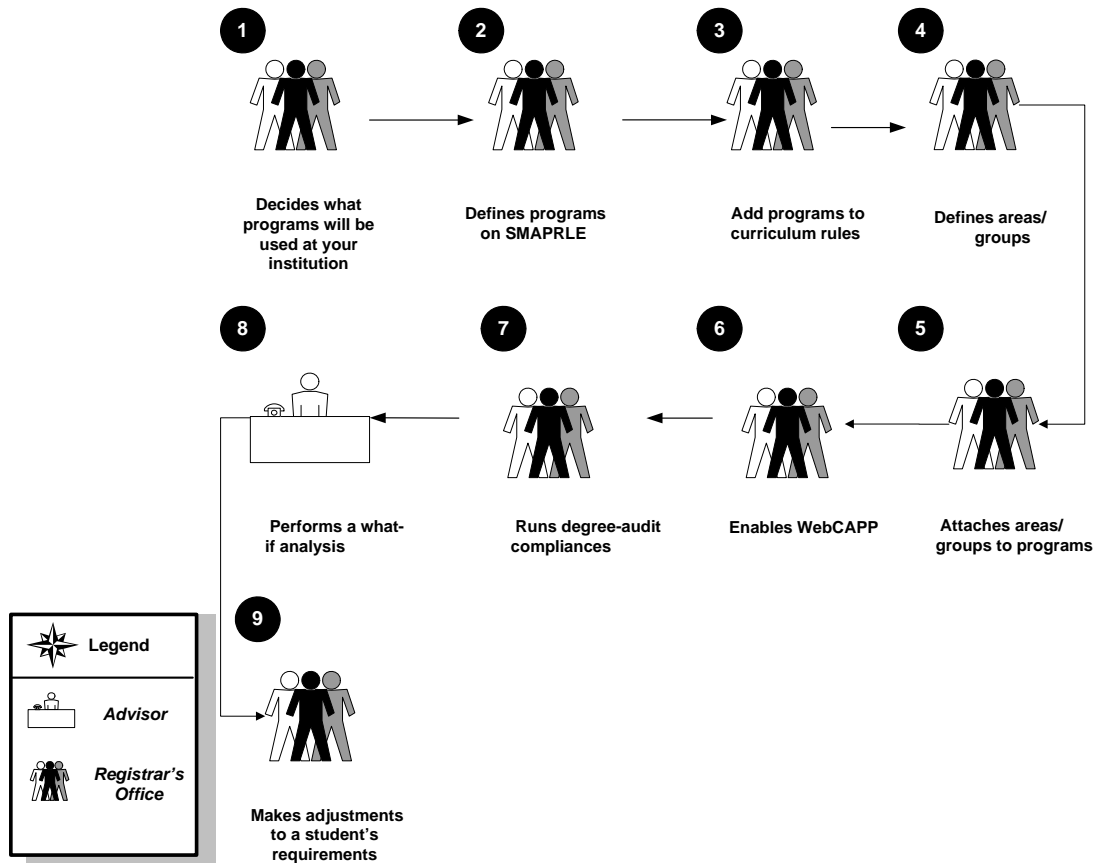 1
2
3
4
Decides what
programs will be
used at your
institution
Defines programs
on SMAPRLE
Add programs to
curriculum rules
Defines areas/
groups
8
7
6
5
Performs a what-
if analysis
Runs degree-audit
compliances
Enables WebCAPP
Attaches areas/
groups to programs
9
Makes adjustments
to a student's
requirements
Legend
Advisor
Registrar's
Office